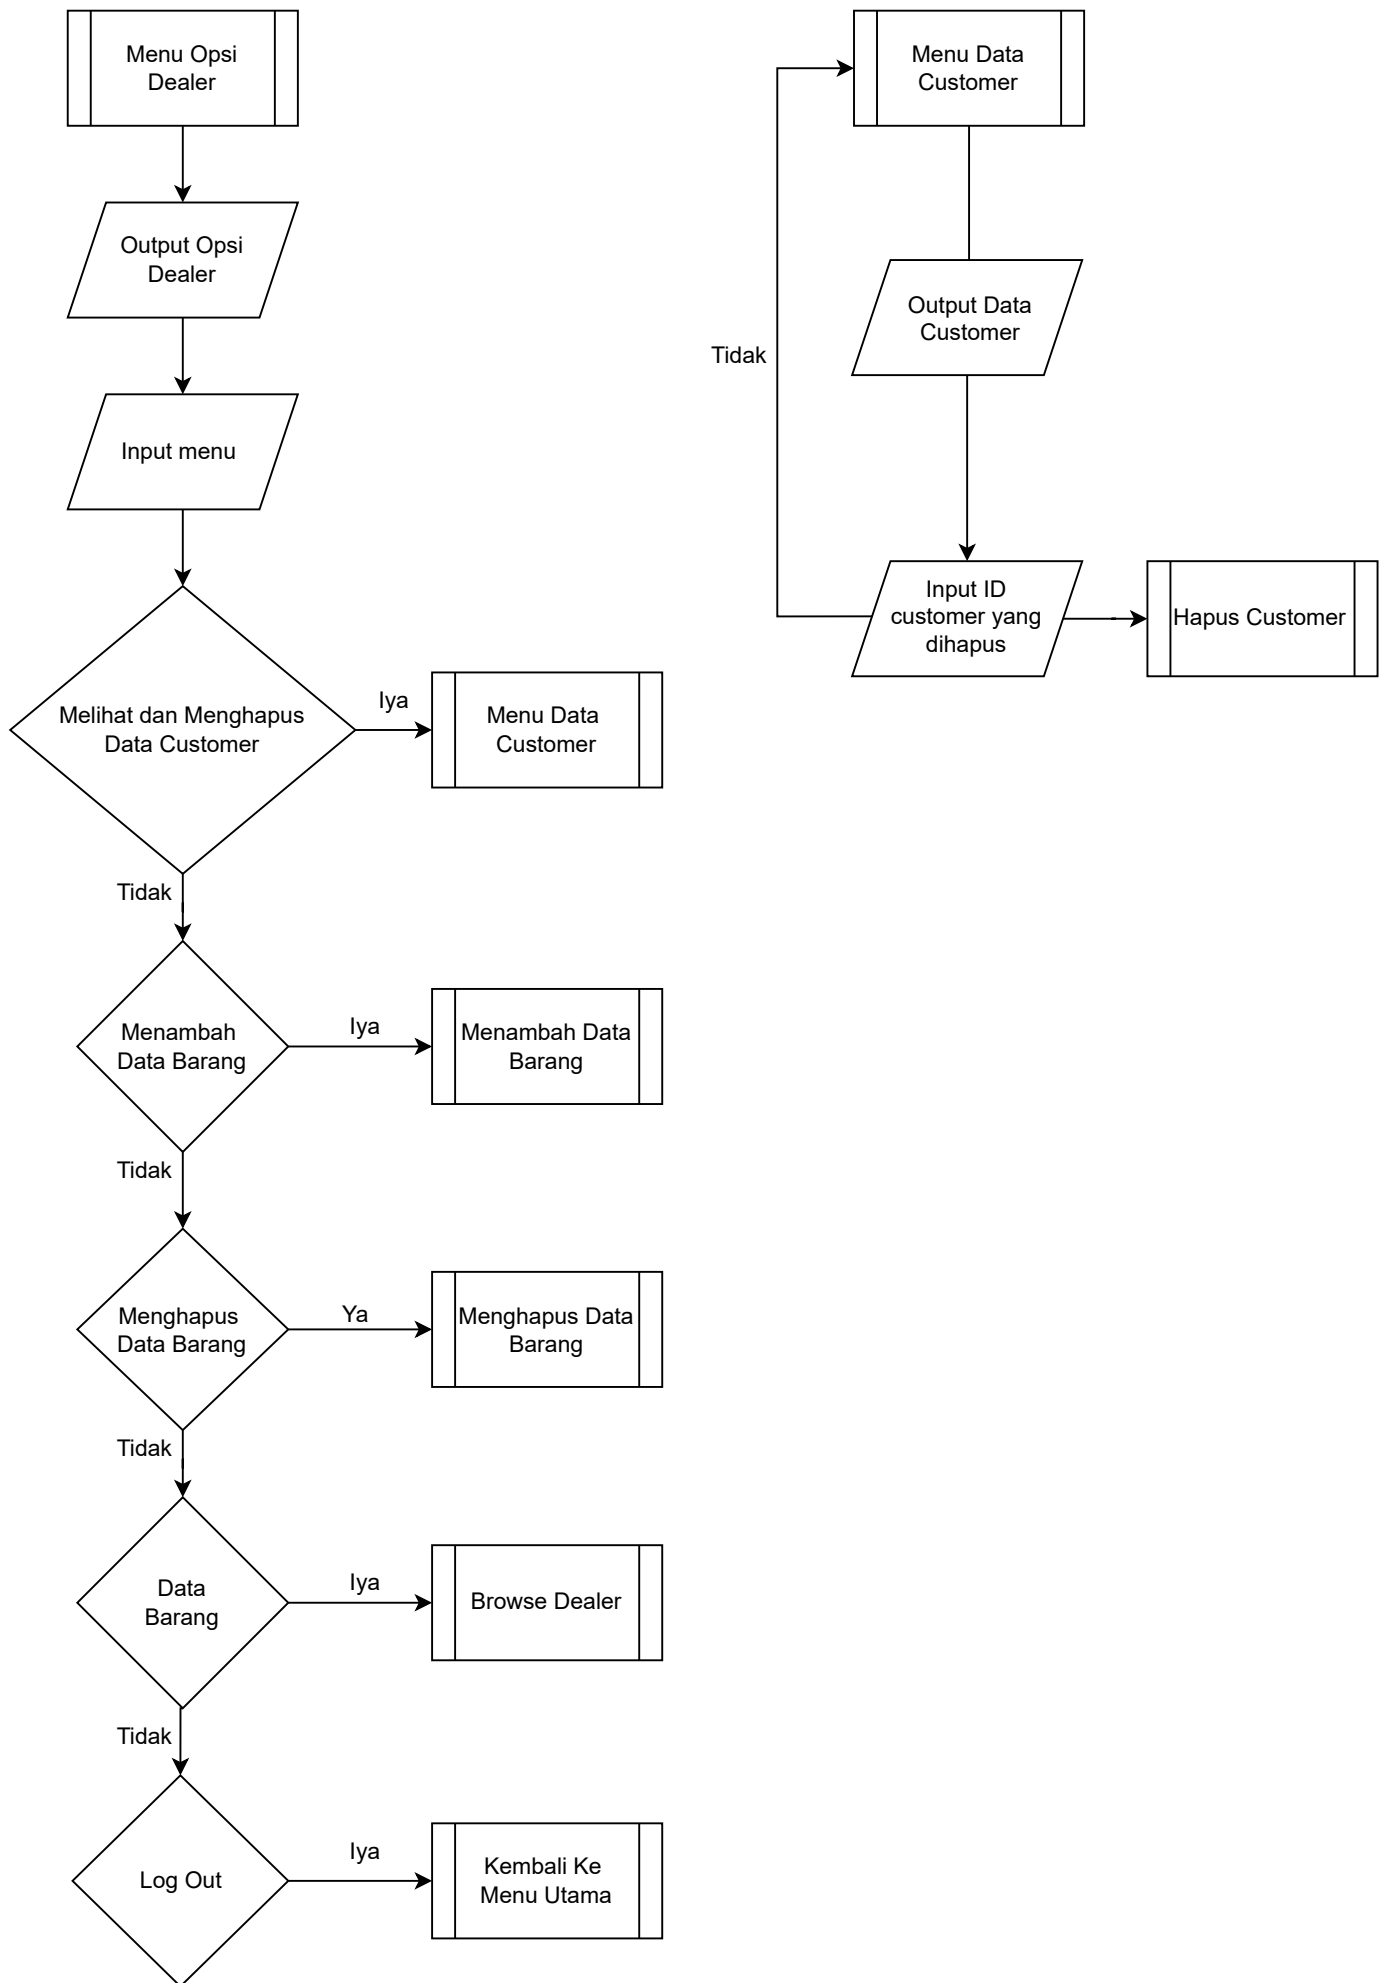 Menu Opsi
Dealer
Output Opsi
Dealer
Input menu
Melihat dan Menghapus
Data Customer
Iya
Menu Data
Customer
Tidak
Menambah
Data Barang
Iya
Menambah Data
Barang
Tidak
Menghapus
Data Barang
Ya
Menghapus Data
Barang
Tidak
Data
Barang
Iya
Browse Dealer
Tidak
Log Out
Iya
Kembali Ke
Menu Utama
Menu Data
Customer
Output Data
Customer
Tidak
Input ID
customer yang
dihapus
Hapus Customer